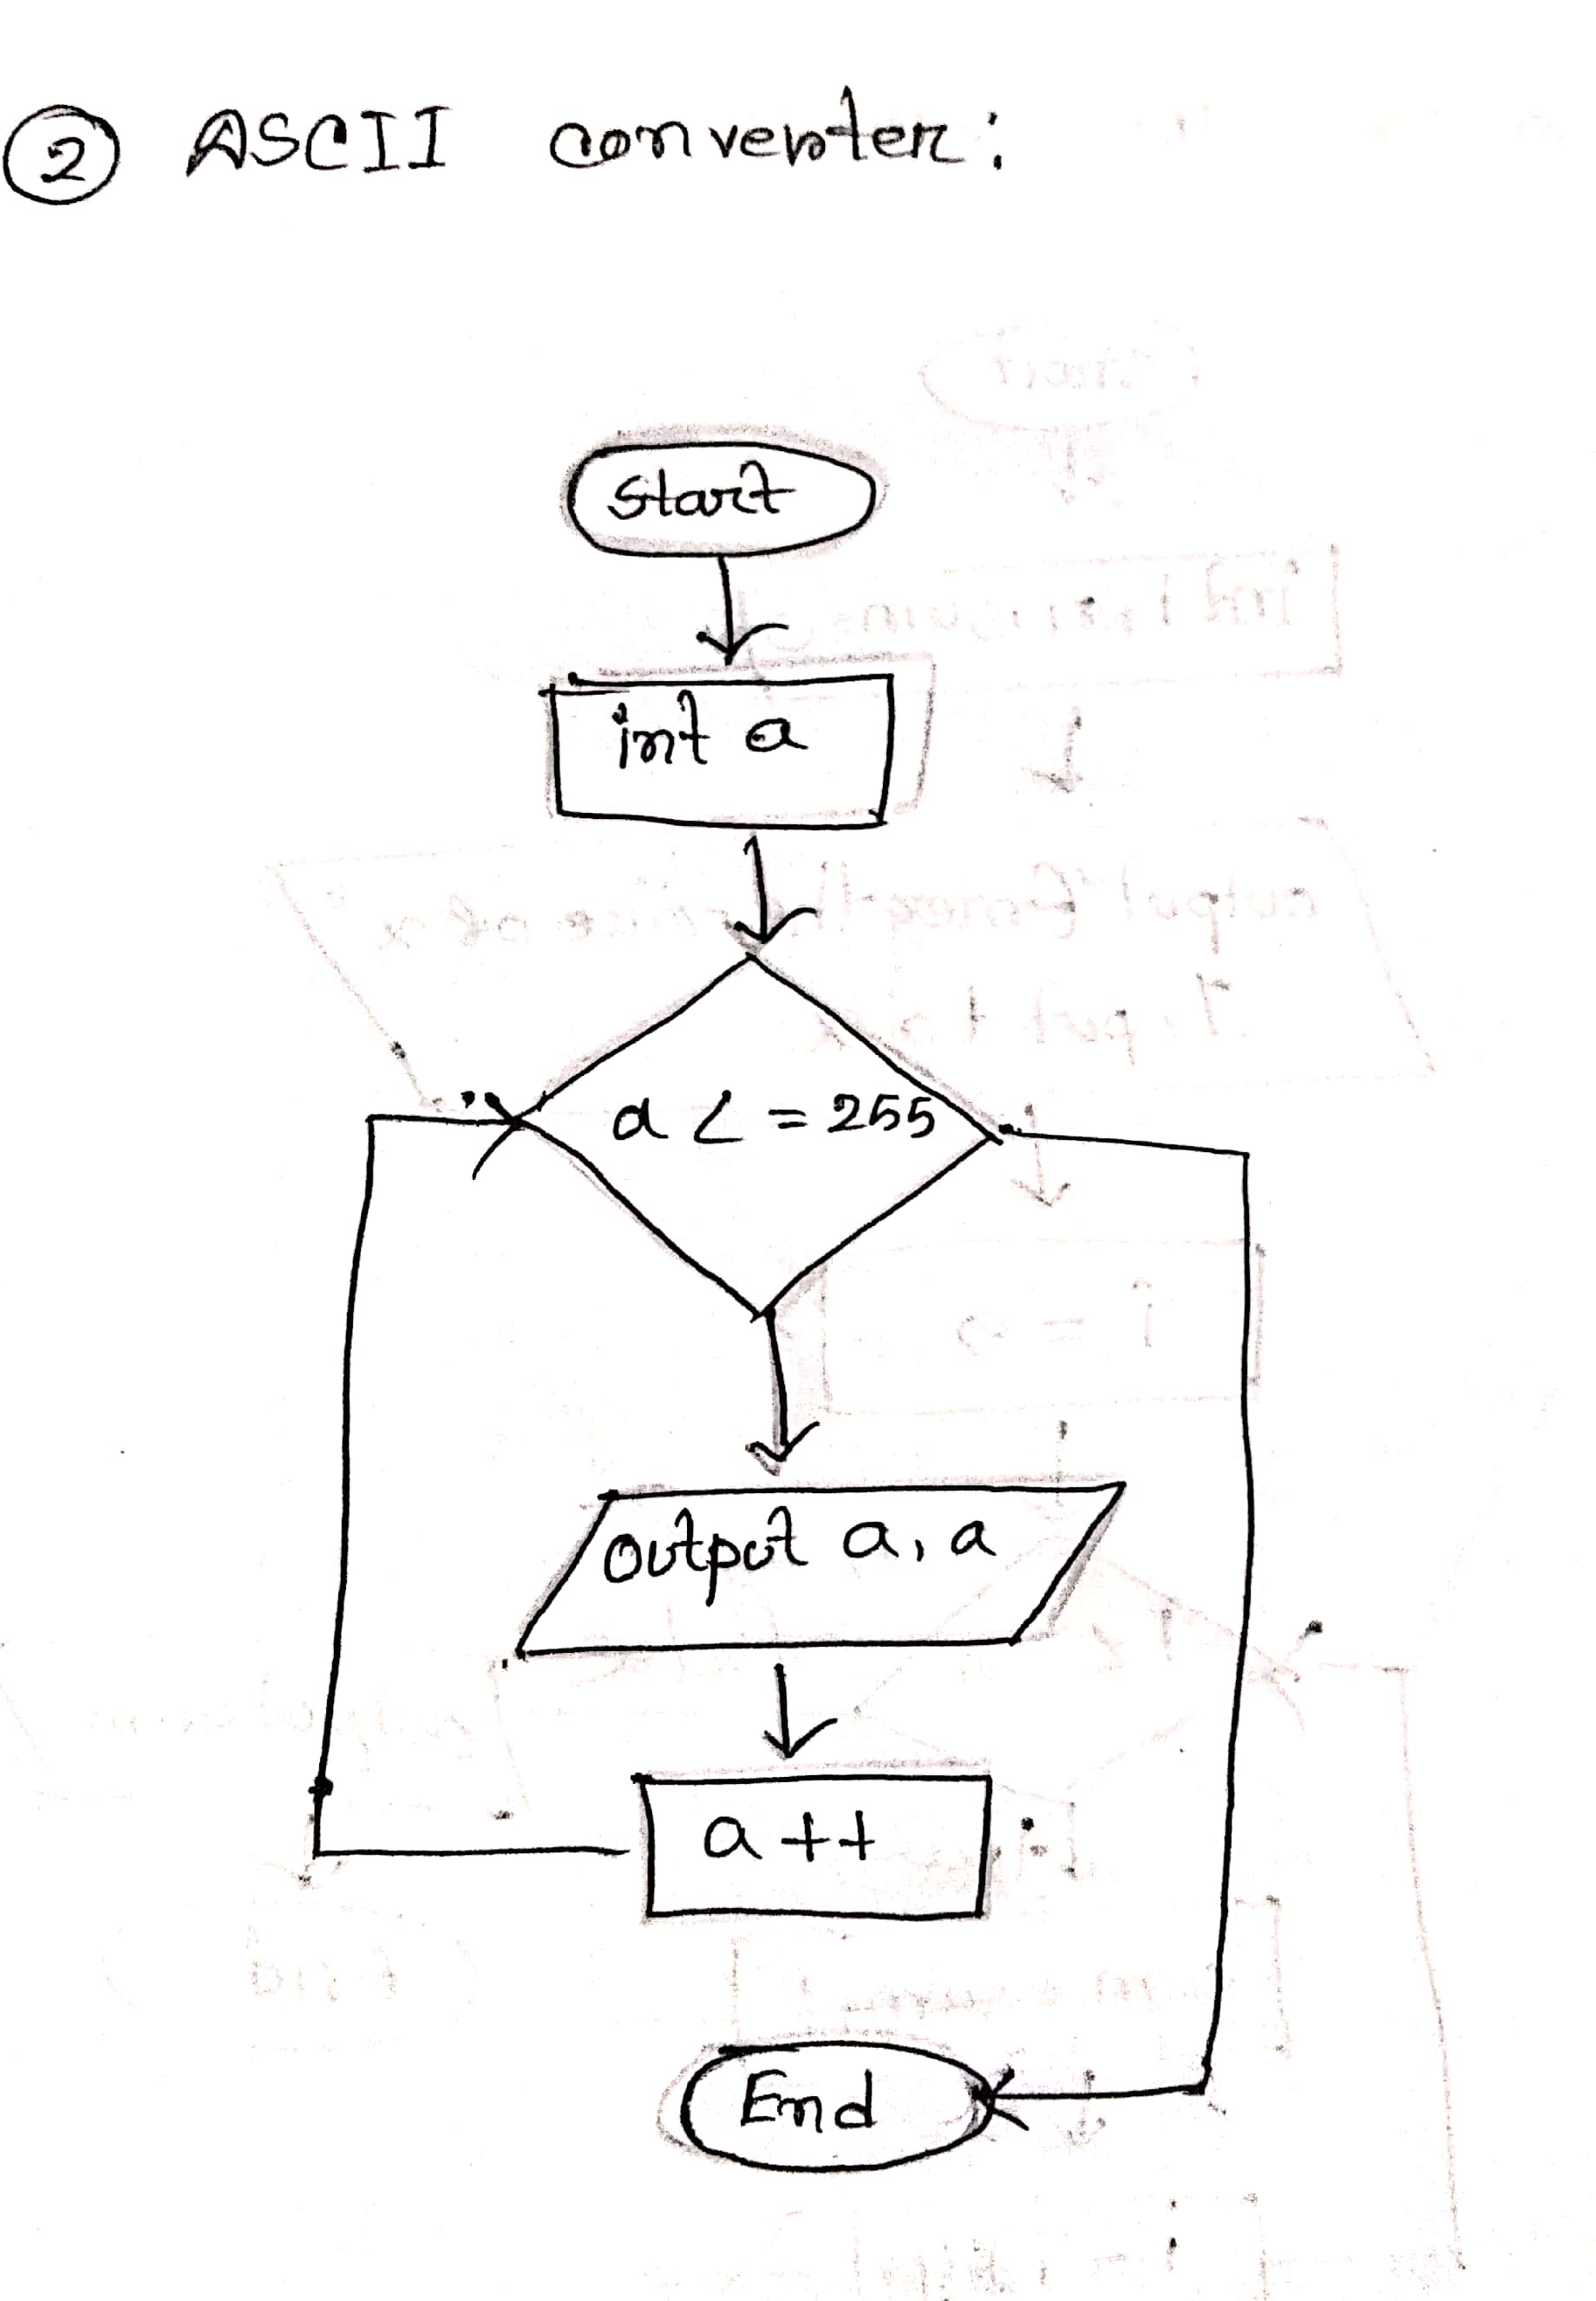 2 ASCII converter:
Start
int a
a <= 255
output a, a
a ++
End